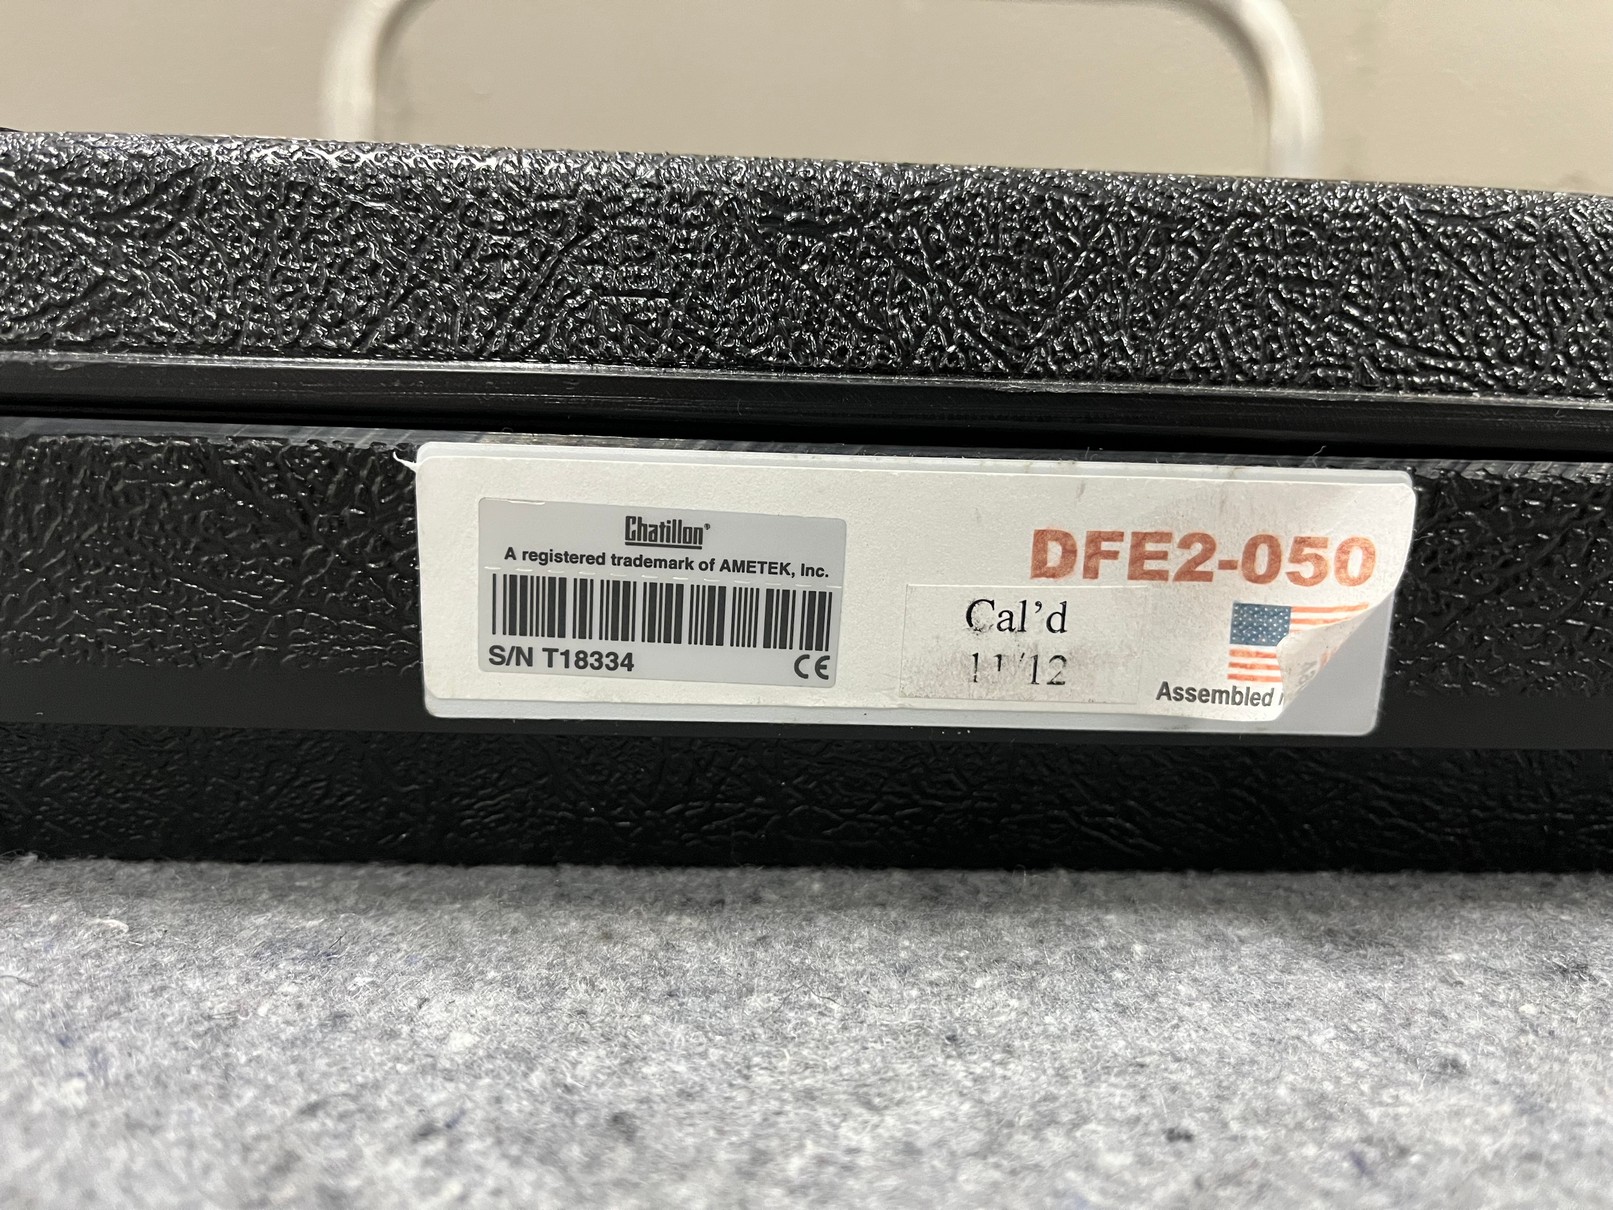 Chatillon®
A registered trademark of AMETEK, Inc.
S/N T18334
CE
DFE2-050
Cal’d
11/12
Assembled